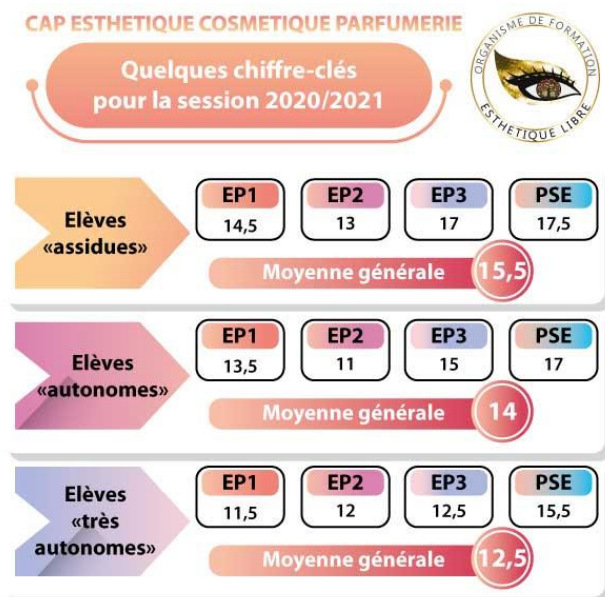 CAP ESTHETIQUE COSMETIQUE PARFUMERIE
Quelques chiffre-clés
pour la session 2020/2021
ORGANISME DE FORMATION
ESTHETIQUE LIBRE
Elèves
«assidues»
EP1 EP2 EP3 PSE
14,5 13 17 17,5
Moyenne générale 15,5
Elèves
«autonomes»
EP1 EP2 EP3 PSE
13,5 11 15 17
Moyenne générale 14
Elèves
«très
autonomes»
EP1 EP2 EP3 PSE
11,5 12 12,5 15,5
Moyenne générale 12,5